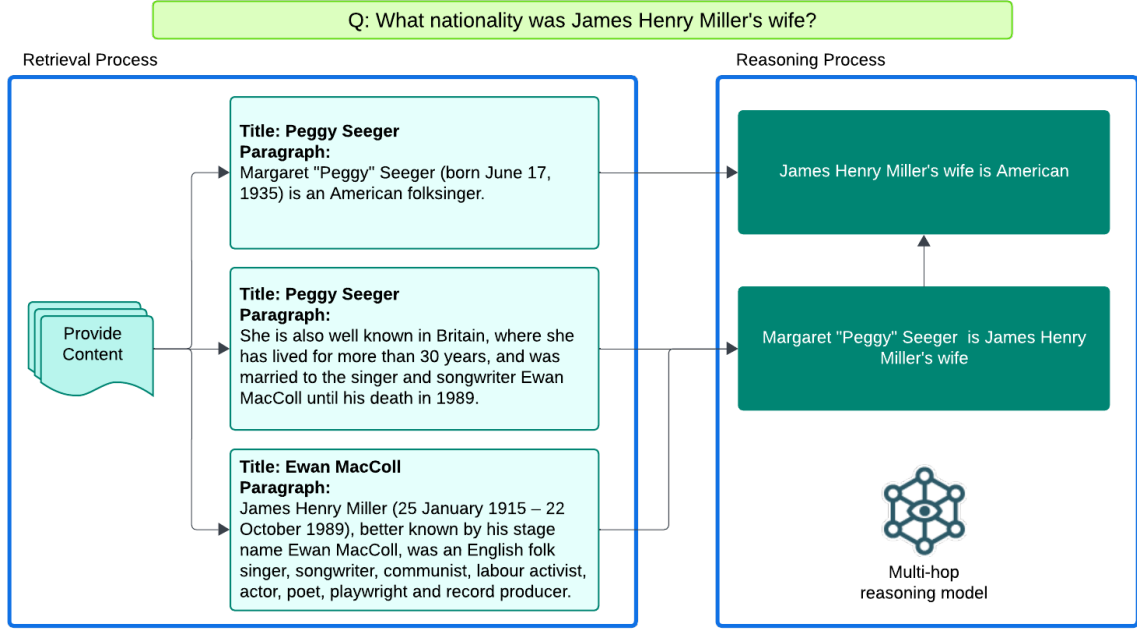 Q: What nationality was James Henry Miller's wife?
Retrieval Process
Reasoning Process
Provide
Content
Title: Peggy Seeger
Paragraph:
Margaret "Peggy" Seeger (born June 17,
1935) is an American folksinger.
Title: Peggy Seeger
Paragraph:
She is also well known in Britain, where she
has lived for more than 30 years, and was
married to the singer and songwriter Ewan
MacColl until his death in 1989.
Title: Ewan MacColl
Paragraph:
James Henry Miller (25 January 1915 – 22
October 1989), better known by his stage
name Ewan MacColl, was an English folk
singer, songwriter, communist, labour activist,
actor, poet, playwright and record producer.
James Henry Miller's wife is American
Margaret "Peggy" Seeger  is James Henry
Miller's wife
Multi-hop
reasoning model